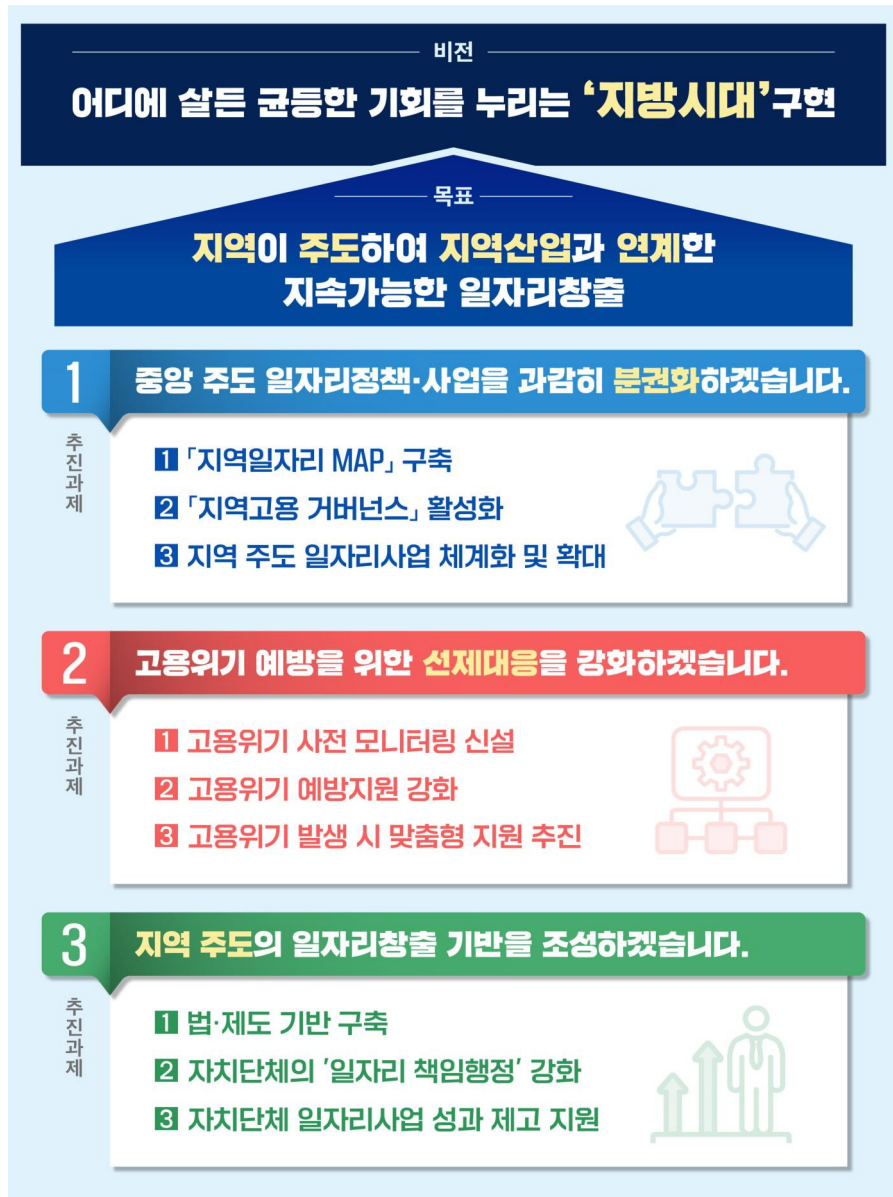 비전
어디에 살든 균등한 기회를 누리는 ‘지방시대’구현
목표
지역이 주도하여 지역산업과 연계한
지속가능한 일자리창출
1 중앙 주도 일자리정책·사업을 과감히 분권화하겠습니다.
추진과제
1 「지역일자리 MAP」 구축
2 「지역고용 거버넌스」 활성화
3 지역 주도 일자리사업 체계화 및 확대
2 고용위기 예방을 위한 선제대응을 강화하겠습니다.
추진과제
1 고용위기 사전 모니터링 신설
2 고용위기 예방지원 강화
3 고용위기 발생 시 맞춤형 지원 추진
3 지역 주도의 일자리창출 기반을 조성하겠습니다.
추진과제
1 법·제도 기반 구축
2 자치단체의 '일자리 책임행정' 강화
3 자치단체 일자리사업 성과 제고 지원